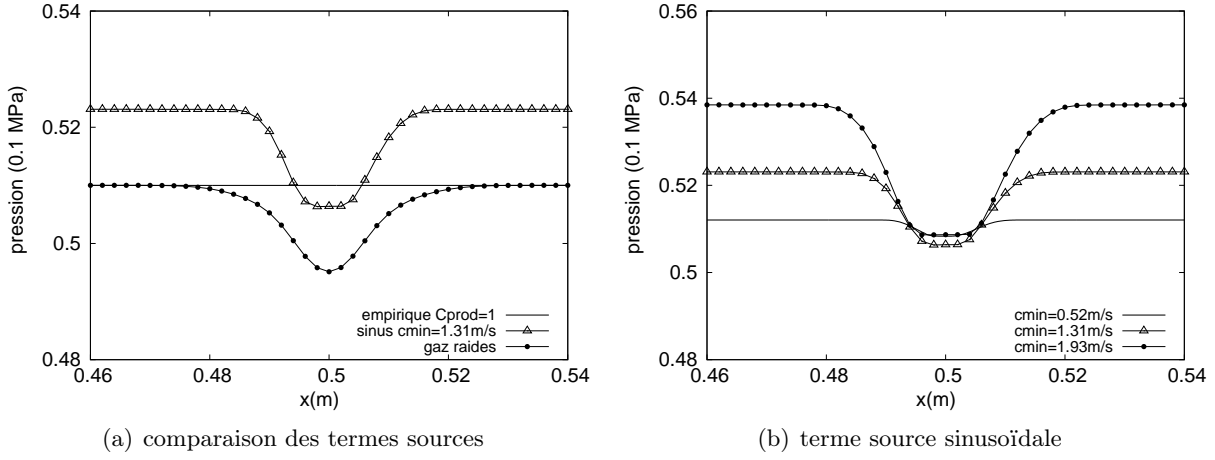 0.54
0.52
0.5
0.48
0.46
0.48
0.5
0.52
0.54
pression (0.1 MPa)
x(m)
empirique Cprod=1
sinus cmin=1.31m/s
gaz raides
(a) comparaison des termes sources
0.56
0.54
0.52
0.5
0.48
0.46
0.48
0.5
0.52
0.54
pression (0.1 MPa)
x(m)
cmin=0.52m/s
cmin=1.31m/s
cmin=1.93m/s
(b) terme source sinusoïdale